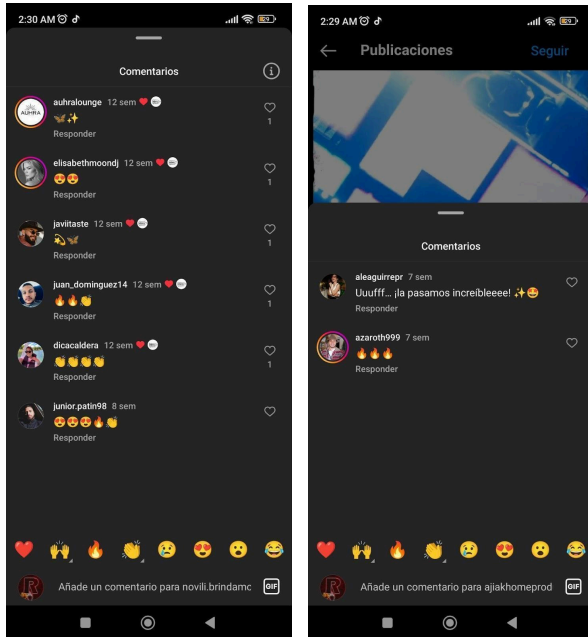 2:30 AM
Comentarios
AUHRA
auhralounge 12 sem
1
Responder
elisabethmoondj 12 sem
1
Responder
javiitaste 12 sem
1
Responder
juan_dominguez14 12 sem
1
Responder
dicacaldera 12 sem
1
Responder
junior.patin98 8 sem
Responder
Añade un comentario para novili.brindamc
GIF
2:29 AM
Publicaciones
Seguir
Comentarios
aleaguirrepr 7 sem
Uuufff... ¡la pasamos increíbleeee! ✨🤩
Responder
azaroth999 7 sem
Responder
Añade un comentario para ajiakhomeprod
GIF